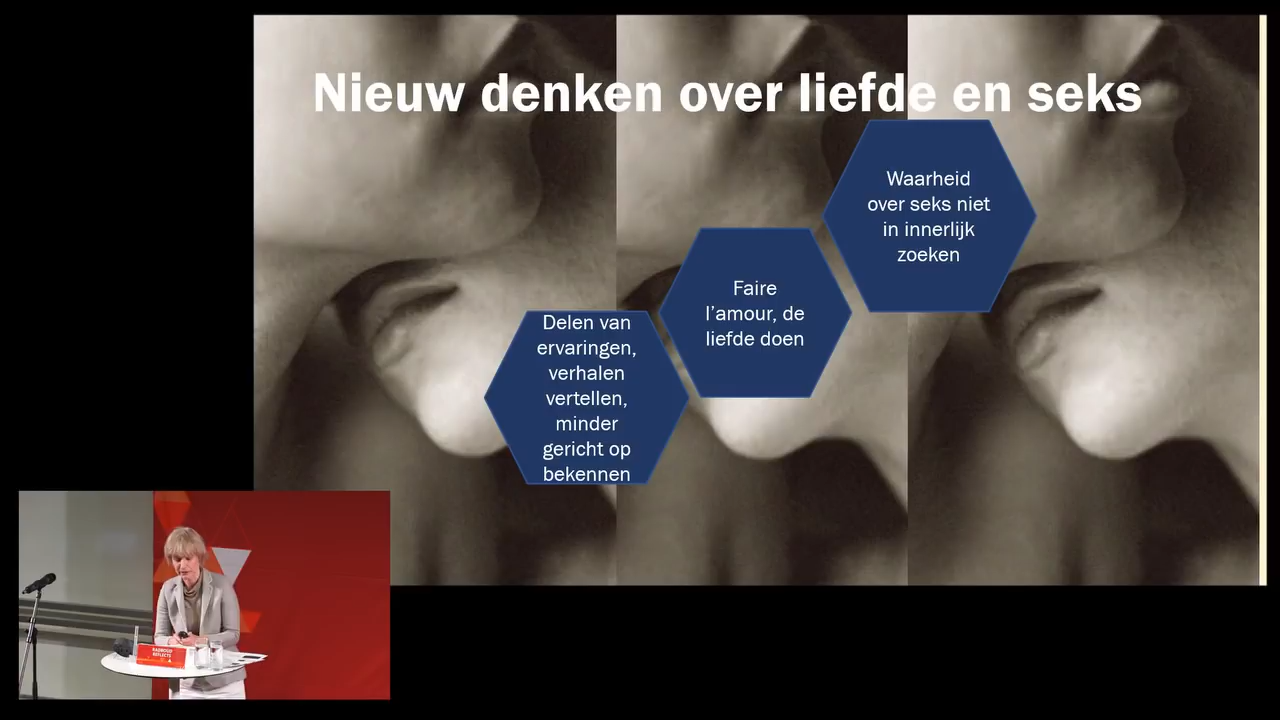 Nieuw denken over liefde en seks
Waarheid
over seks niet
in innerlijk
zoeken
Faire
l’amour, de
liefde doen
Delen van
ervaringen,
verhalen
vertellen,
minder
gericht op
bekennen
RADBOUD
REFLECTS